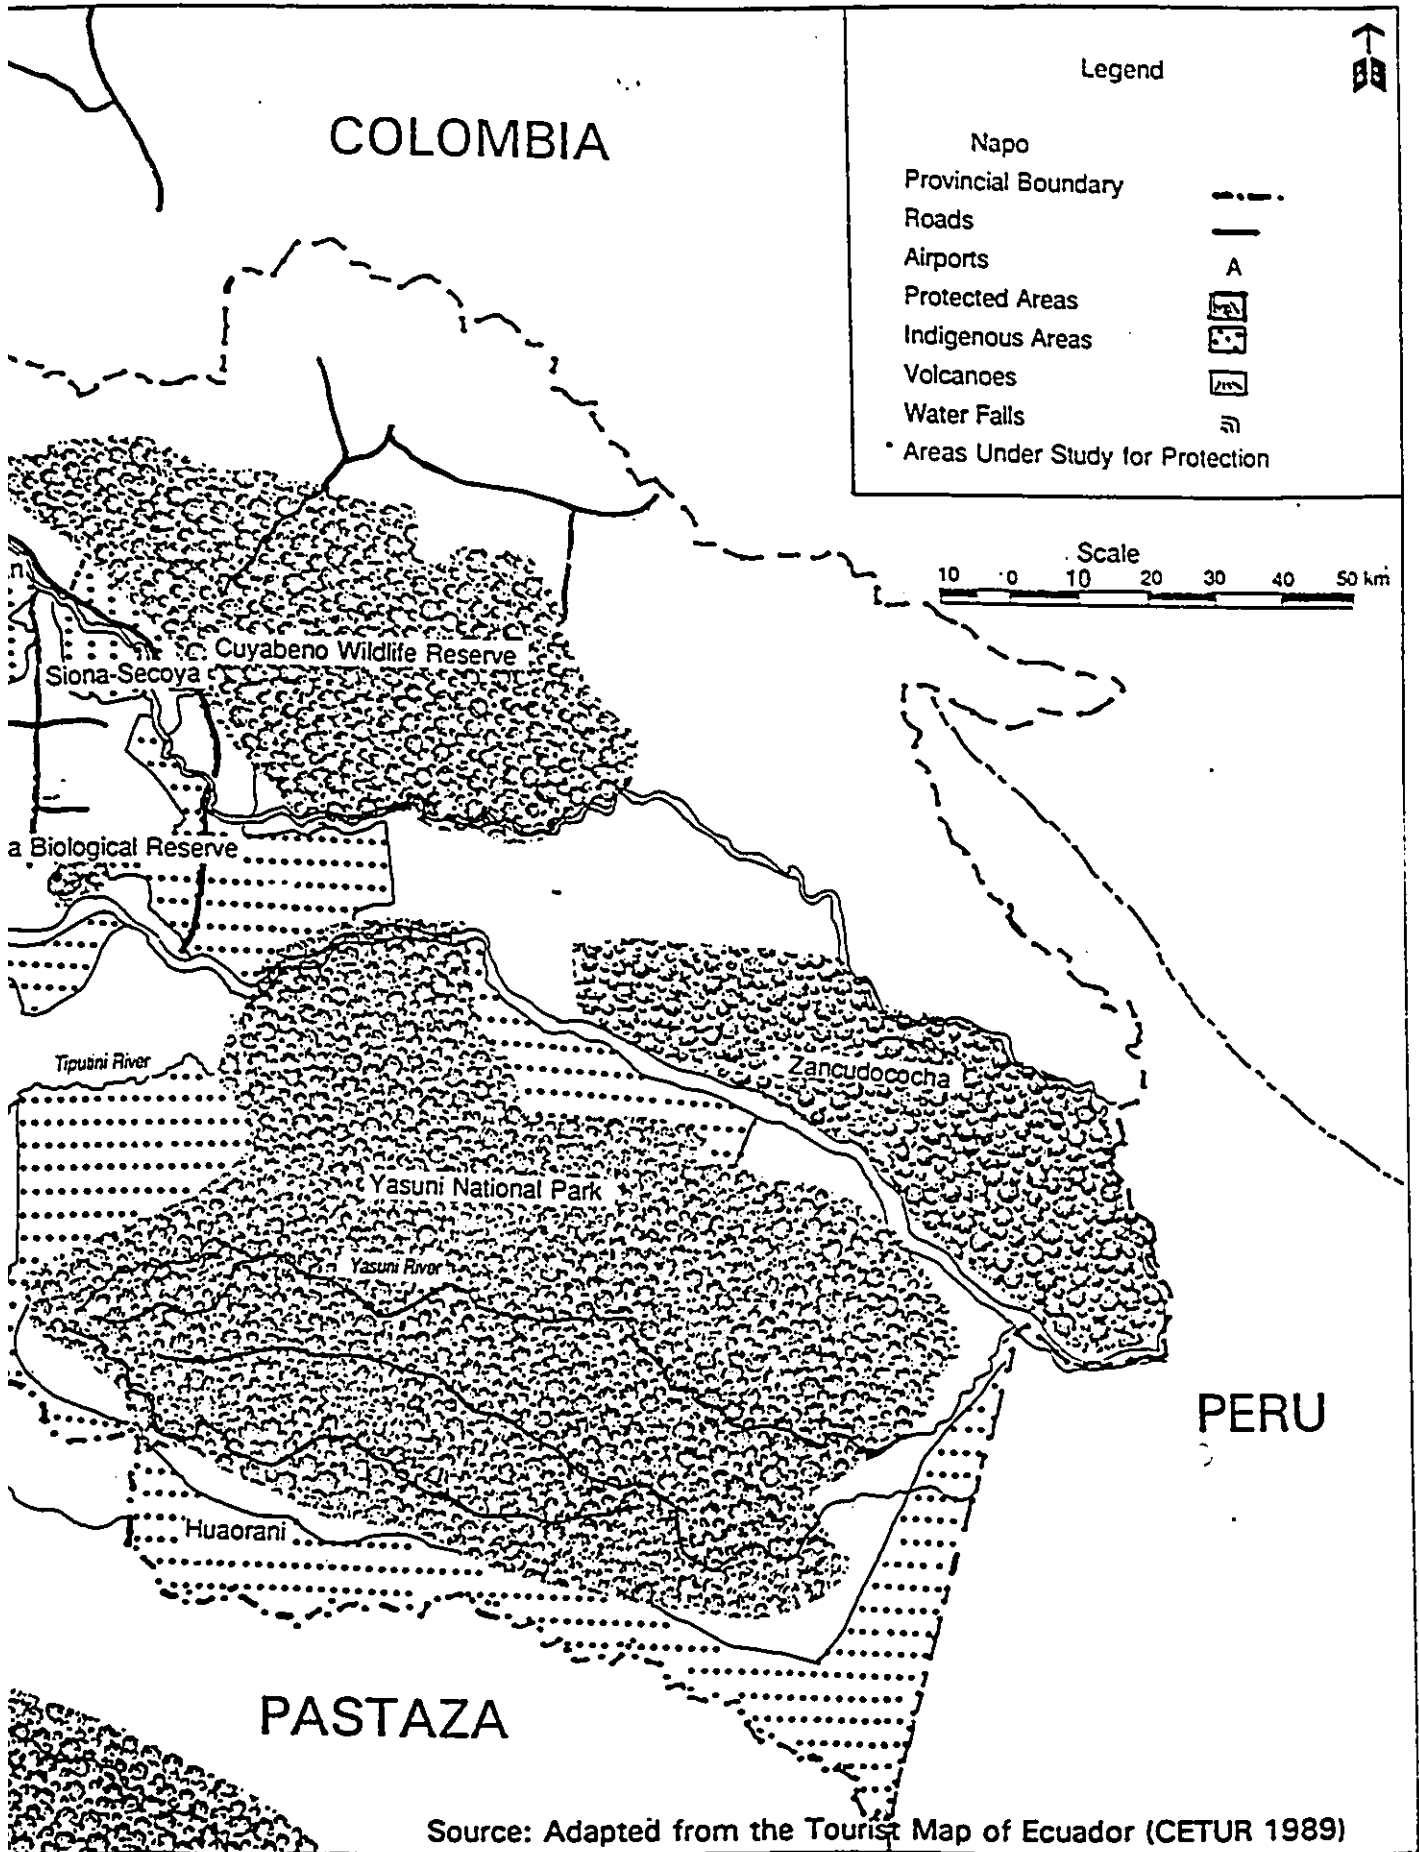 Legend
COLOMBIA
Napo
Provincial Boundary
Roads
Airports A
Protected Areas
Indigenous Areas
Volcanoes
Water Falls
• Areas Under Study for Protection
Scale
10 0 10 20 30 40 50 km
n
Cuyabeno Wildlife Reserve
Siona-Secoya
a Biological Reserve
Tiputini River
Zancudococha
Yasuni National Park
Yasuni River
PERU
Huaorani
PASTAZA
Source: Adapted from the Tourist Map of Ecuador (CETUR 1989)